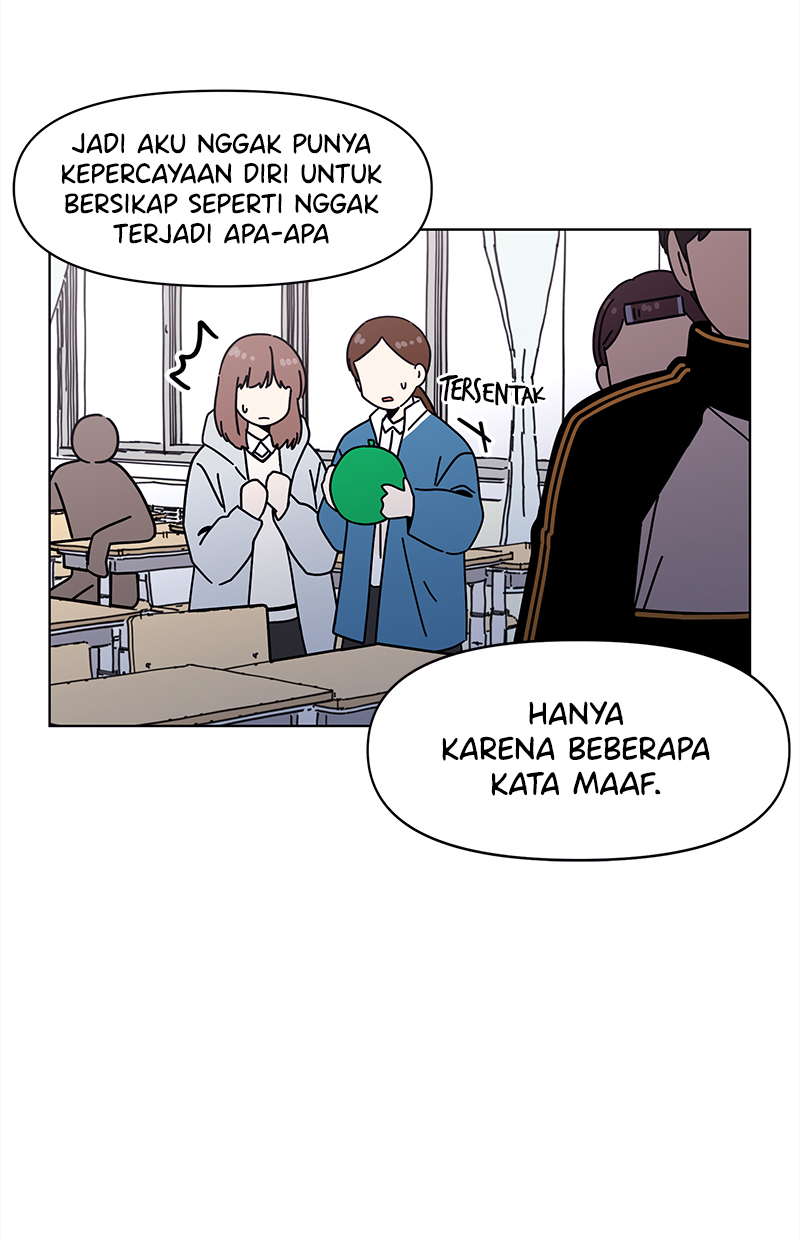 JADI AKU NGGAK PUNYA
KEPERCAYAAN DIRI UNTUK
BERSIKAP SEPERTI NGGAK
TERJADI APA-APA
TERSENTAK
HANYA
KARENA BEBERAPA
KATA MAAF.